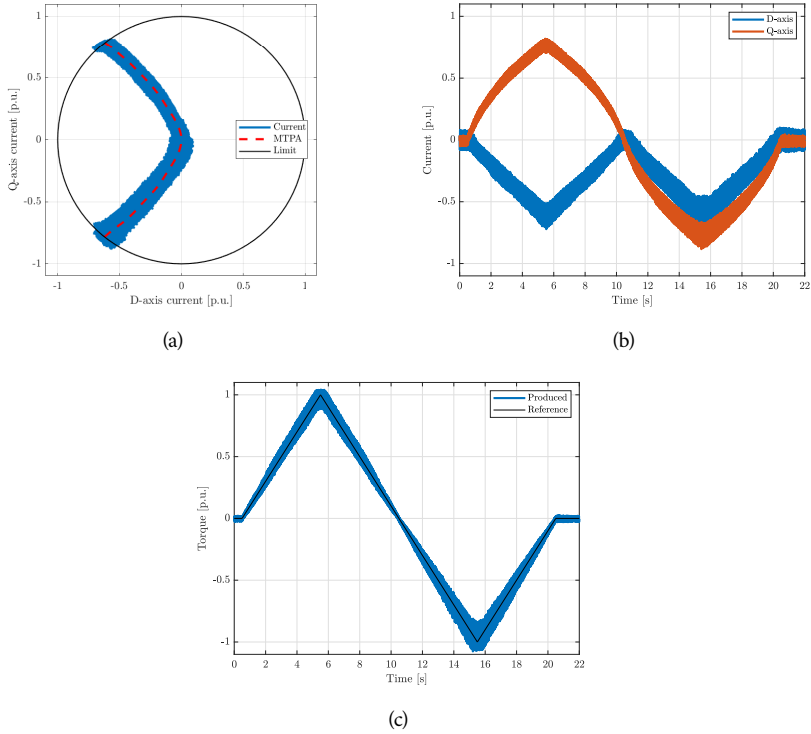 1
0.5
0
-0.5
-1
Q-axis current [p.u.]
Current
MTPA
Limit
-1
-0.5
0
0.5
1
D-axis current [p.u.]
(a)
1
0.5
0
-0.5
-1
Current [p.u.]
D-axis
Q-axis
0 2 4 6 8 10 12 14 16 18 20 22
Time [s]
(b)
1
0.5
0
-0.5
-1
Torque [p.u.]
Produced
Reference
0 2 4 6 8 10 12 14 16 18 20 22
Time [s]
(c)